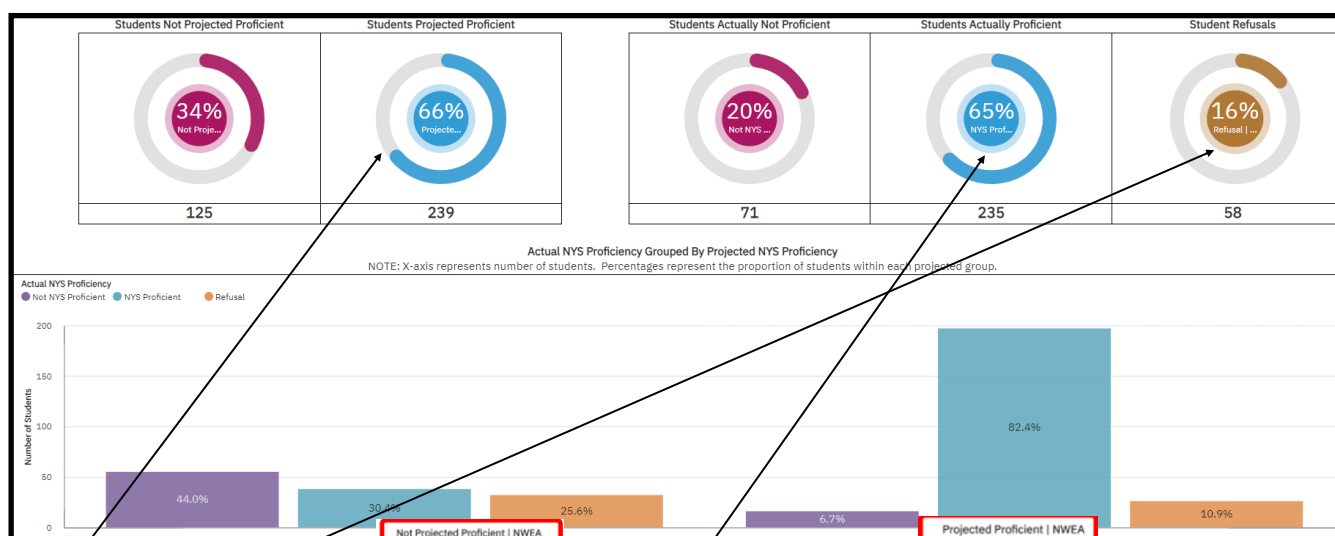 Students Not Projected Proficient
Students Projected Proficient
Students Actually Not Proficient
Students Actually Proficient
Student Refusals
34%
Not Proje...
66%
Projecte...
20%
Not NYS ...
65%
NYS Prof...
16%
Refusal | ...
125
239
71
235
58
Actual NYS Proficiency Grouped By Projected NYS Proficiency
NOTE: X-axis represents number of students. Percentages represent the proportion of students within each projected group.
Actual NYS Proficiency
Not NYS Proficient NYS Proficient Refusal
Number of Students
200
150
100
50
0
44.0%
30.4%
25.6%
6.7%
82.4%
10.9%
Not Projected Proficient | NWEA
Projected Proficient | NWEA